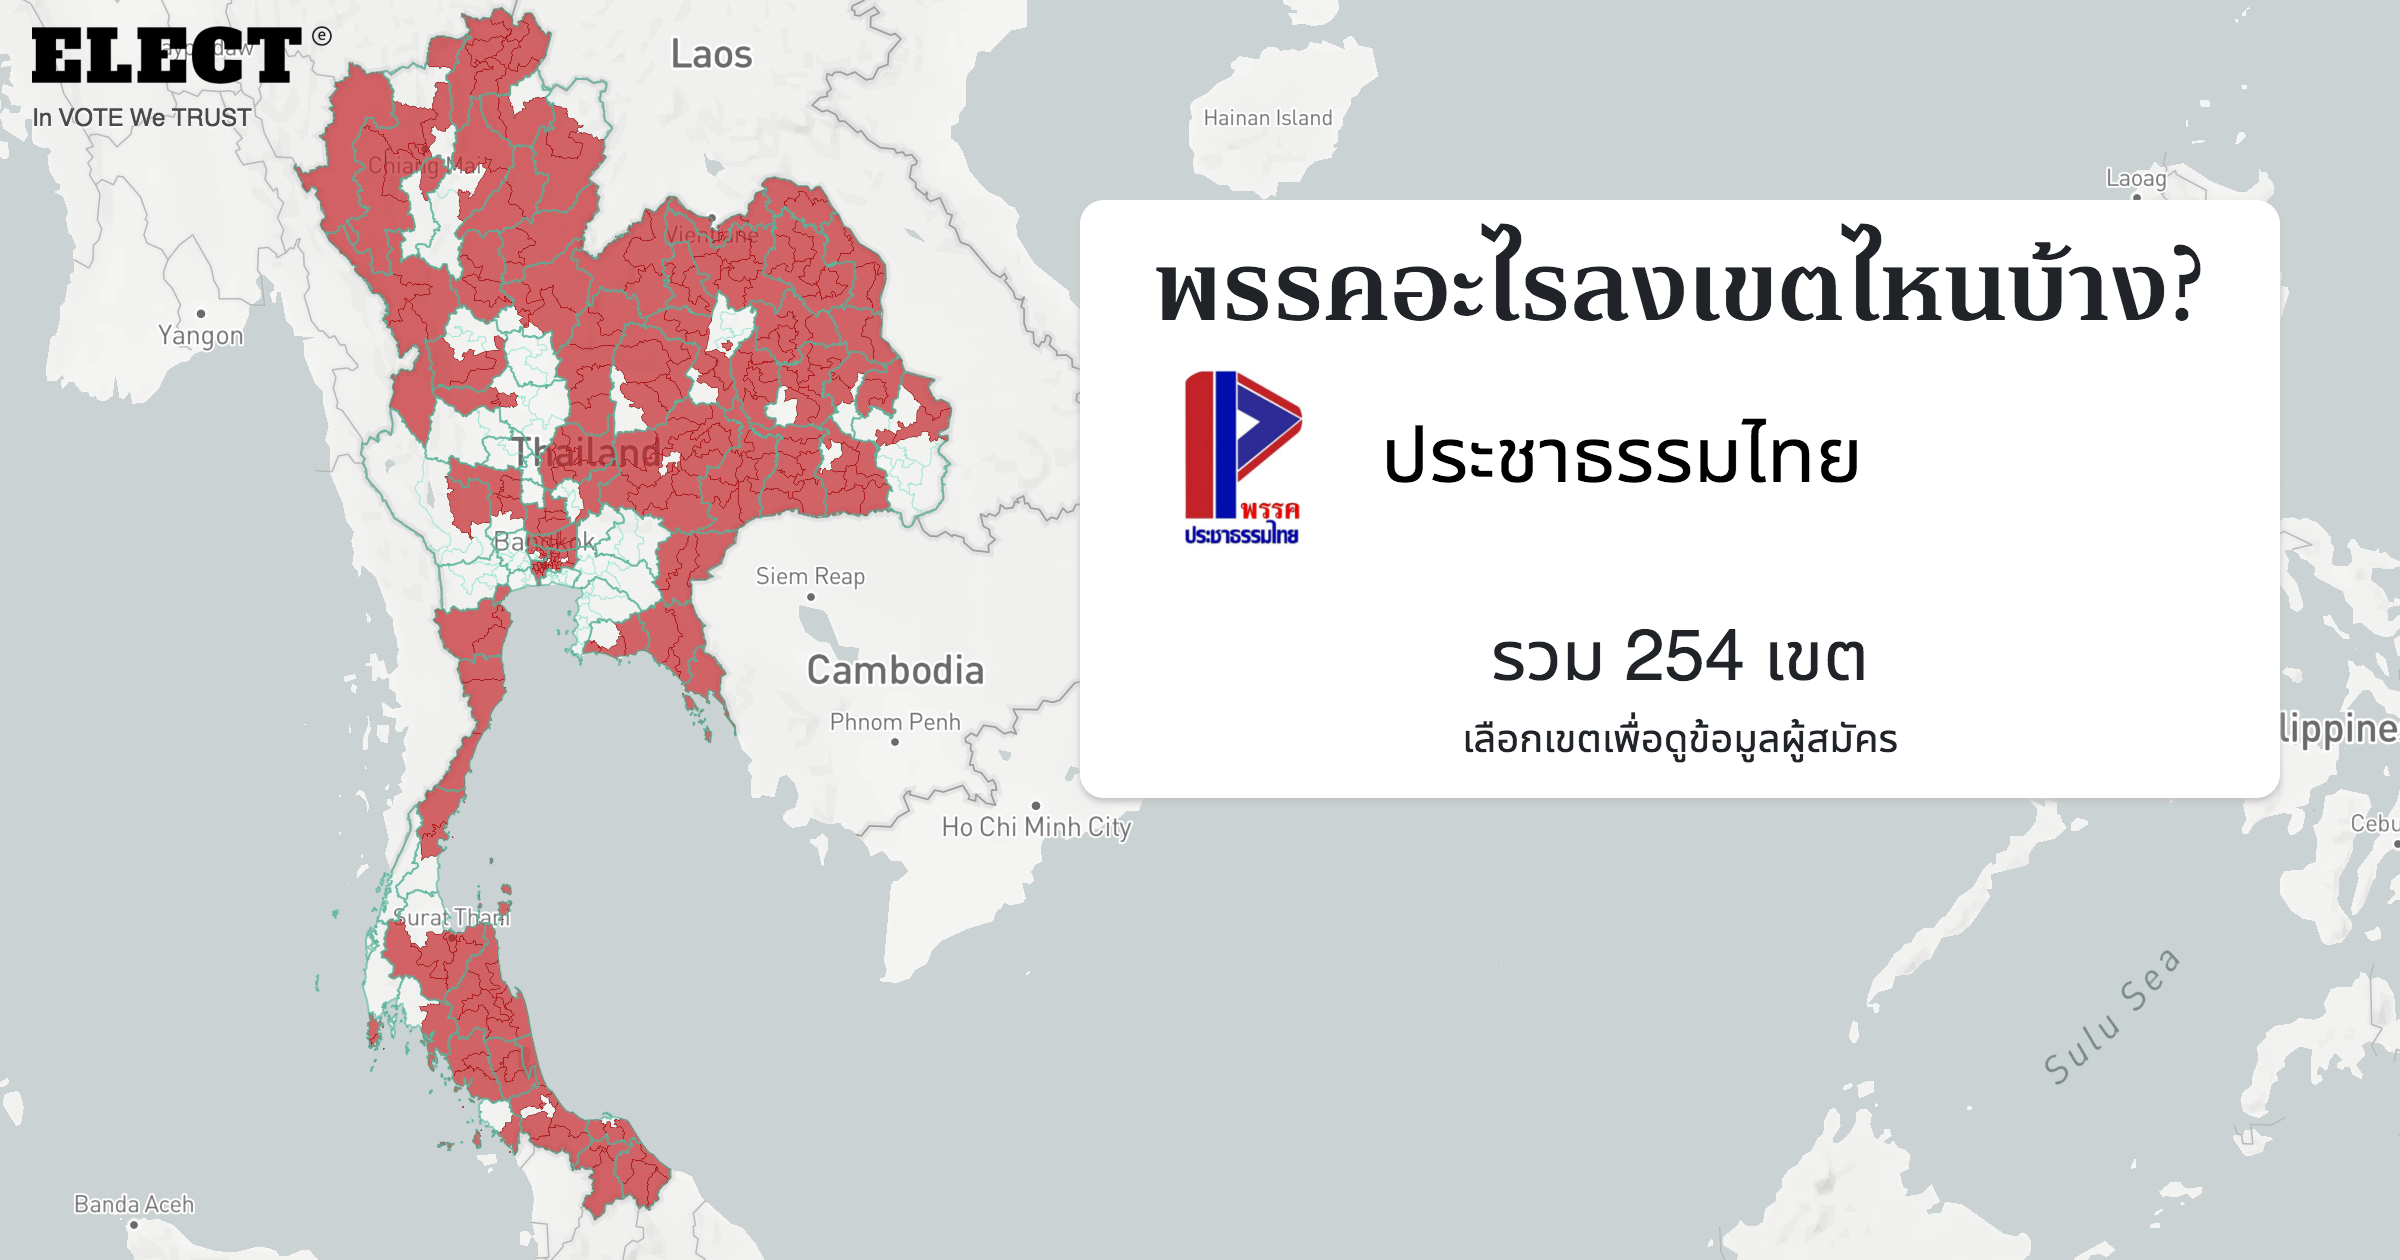 ELECT ⓔ
In VOTE We TRUST
Laos
Hainan Island
Laoag
Chiang Mai
Vientiane
Yangon
พรรคอะไรลงเขตไหนบ้าง?
Thailand
ประชาธรรมไทย
พรรค
ประชาธรรมไทย
Bangkok
Siem Reap
Cambodia
รวม 254 เขต
Phnom Penh
เลือกเขตเพื่อดูข้อมูลผู้สมัคร
lippine
Ho Chi Minh City
Cebu
Surat Thani
Sulu Sea
Banda Aceh